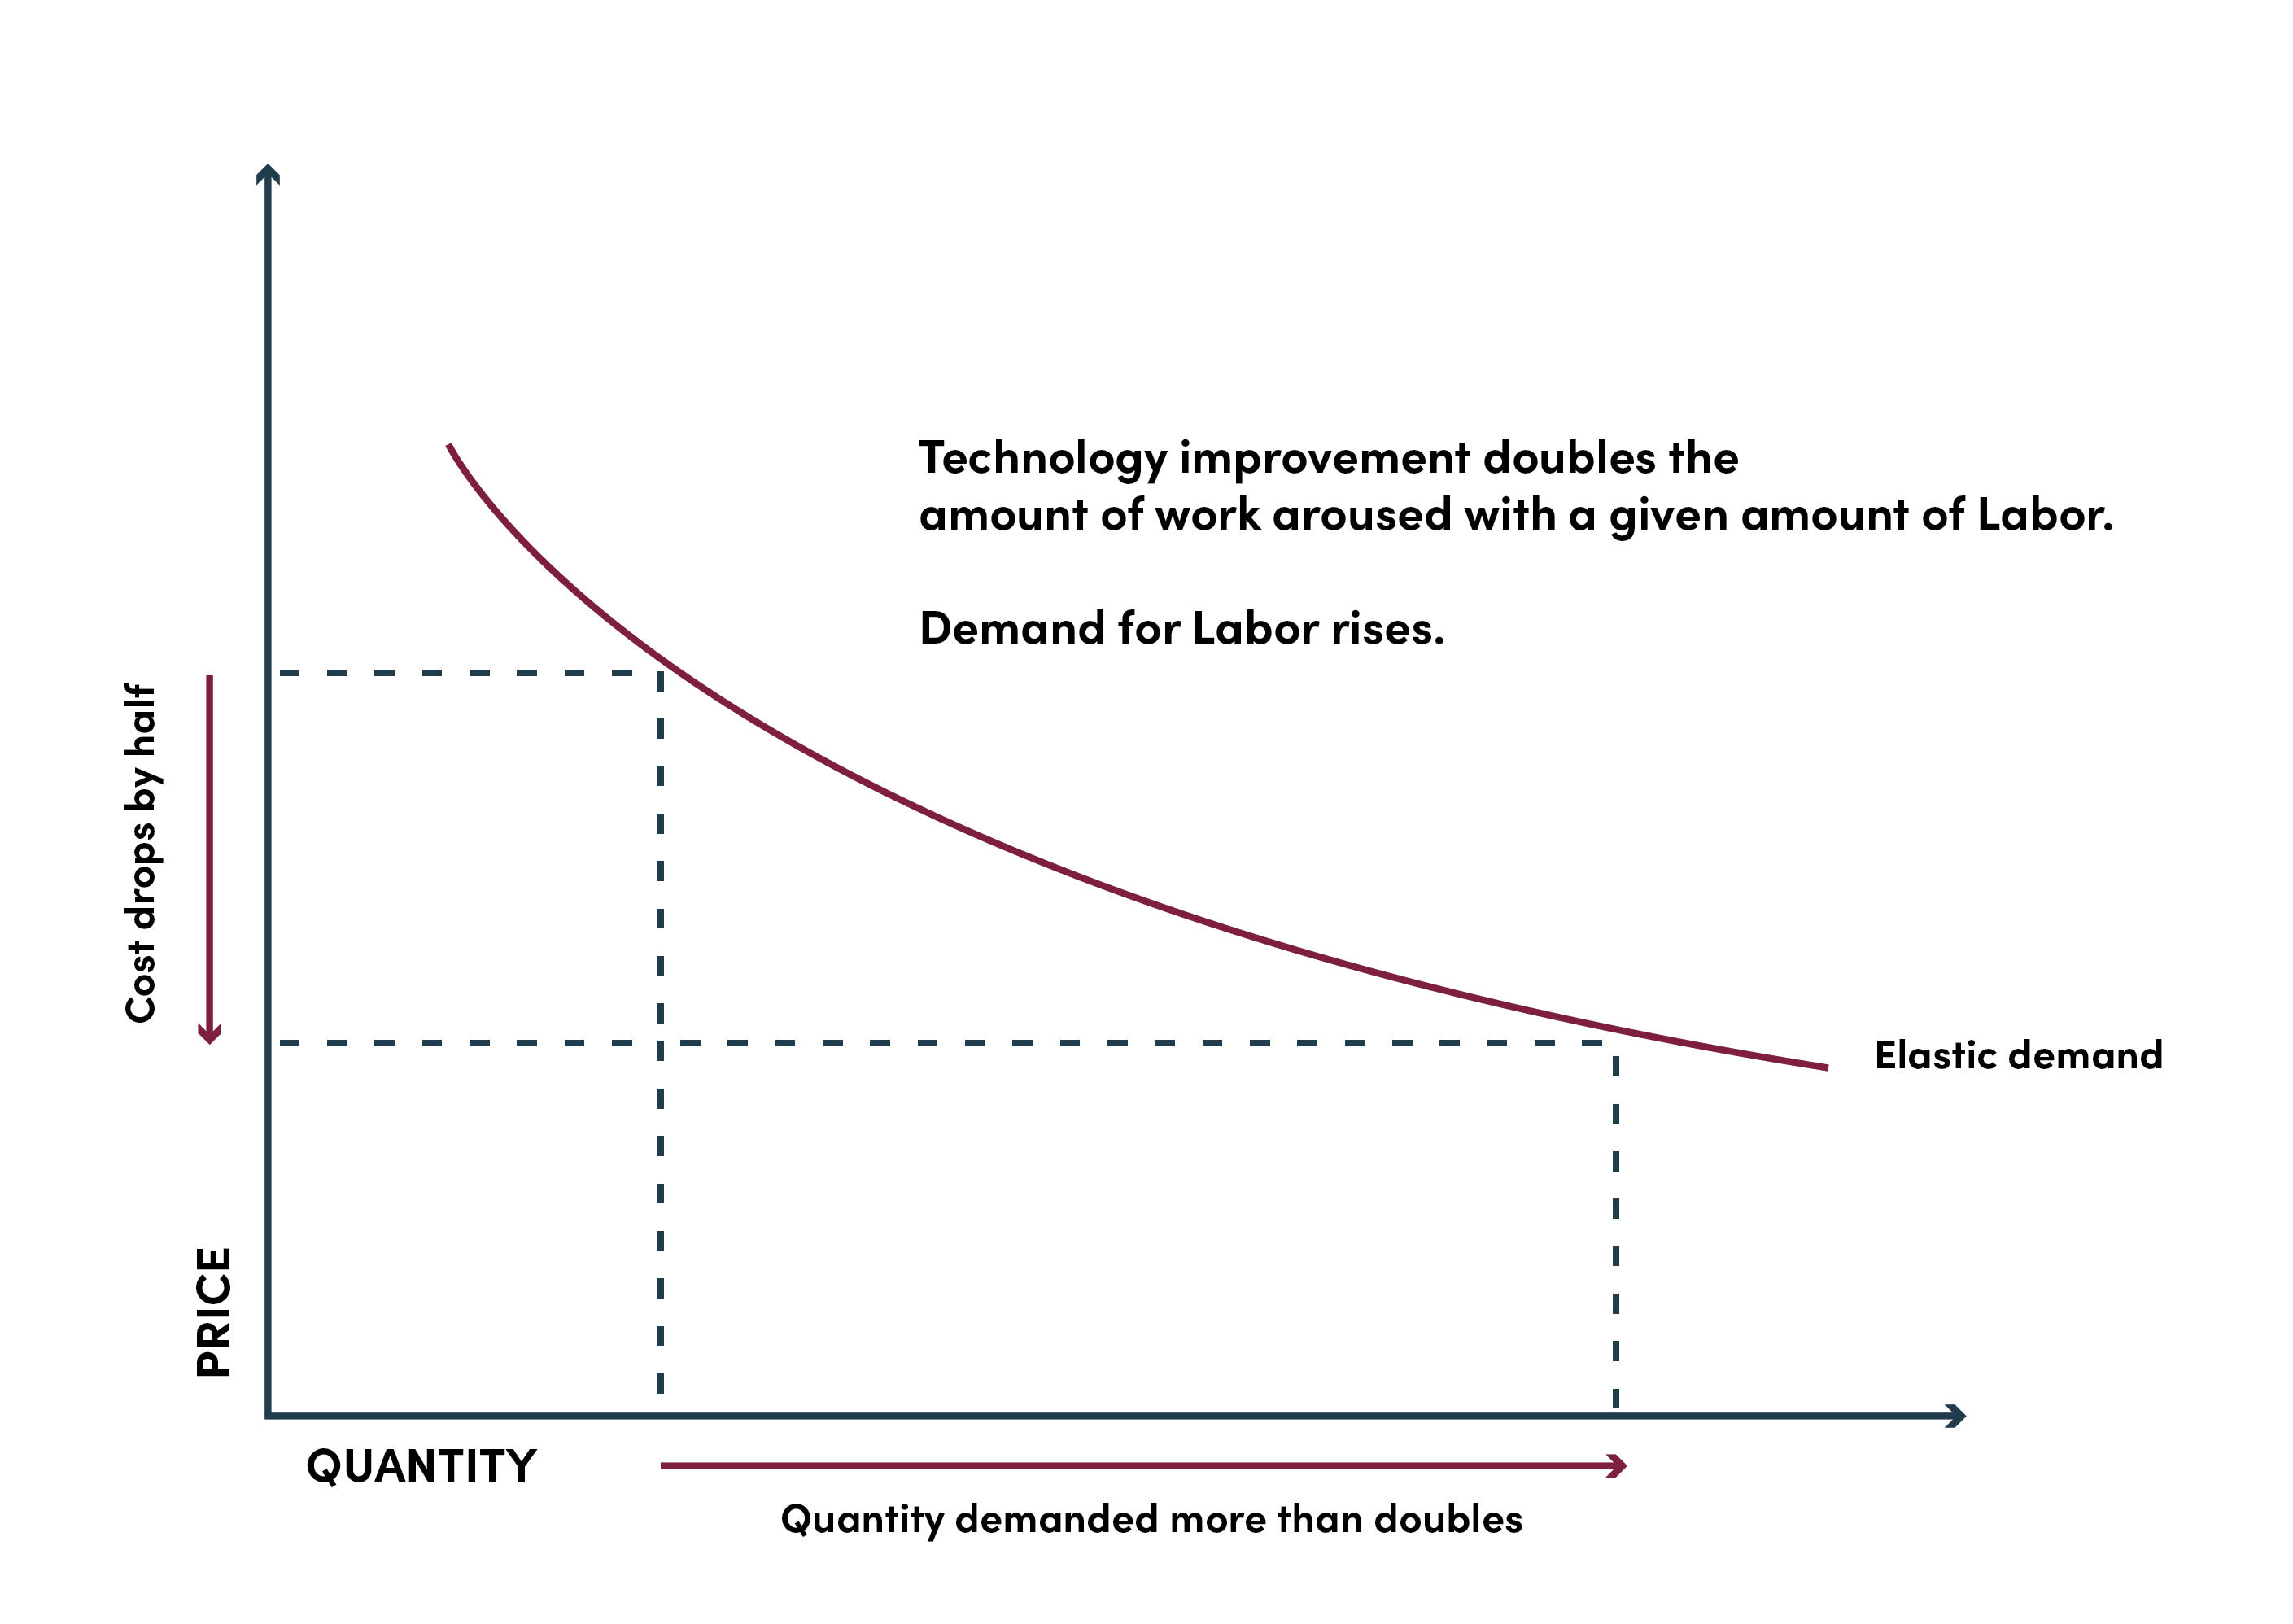 Technology improvement doubles the
amount of work aroused with a given amount of Labor.
Demand for Labor rises.
Cost drops by half
Elastic demand
PRICE
QUANTITY
Quantity demanded more than doubles